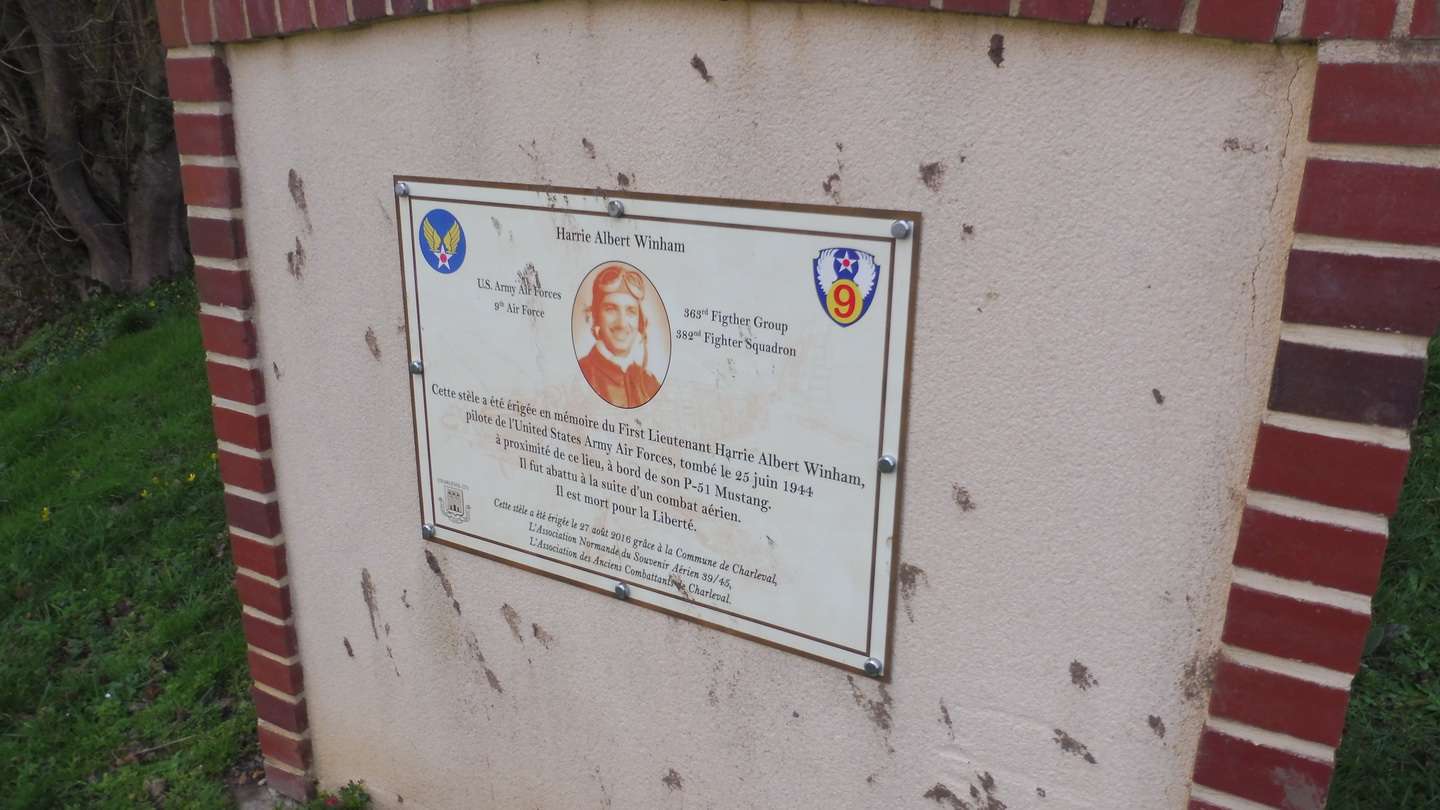 Harrie Albert Winham
U.S. Army Air Forces
9th Air Force
363rd Figther Group
382nd Fighter Squadron
9
Cette stèle a été érigée en mémoire du First Lieutenant Harrie Albert Winham,
pilote de l'United States Army Air Forces, tombé le 25 juin 1944
à proximité de ce lieu, à bord de son P-51 Mustang.
Il fut abattu à la suite d'un combat aérien.
Il est mort pour la Liberté.
Cette stèle a été érigée le 27 août 2016 grâce à la Commune de Charleval,
L'Association Normande du Souvenir Aérien 39/45,
L'Association des Anciens Combattants de Charleval.